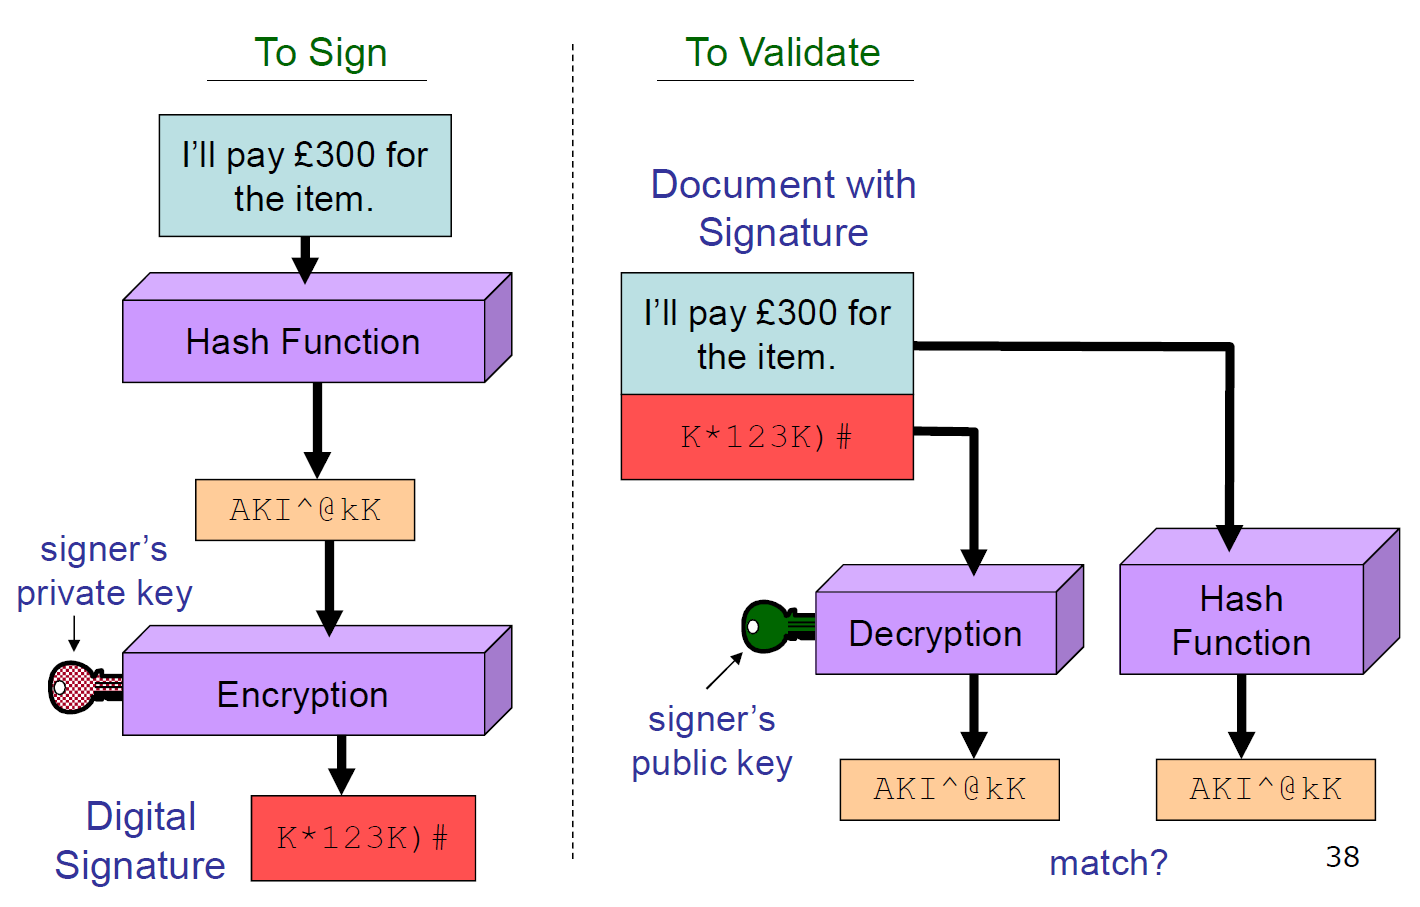 To Sign
I'll pay £300 for
the item.
Hash Function
AKI^@kK
signer's
private key
Encryption
Digital
Signature
K*123K)#
To Validate
Document with
Signature
I'll pay £300 for
the item.
K*123K)#
Decryption
signer's
public key
Hash
Function
AKI^@kK
AKI^@kK
match?
38